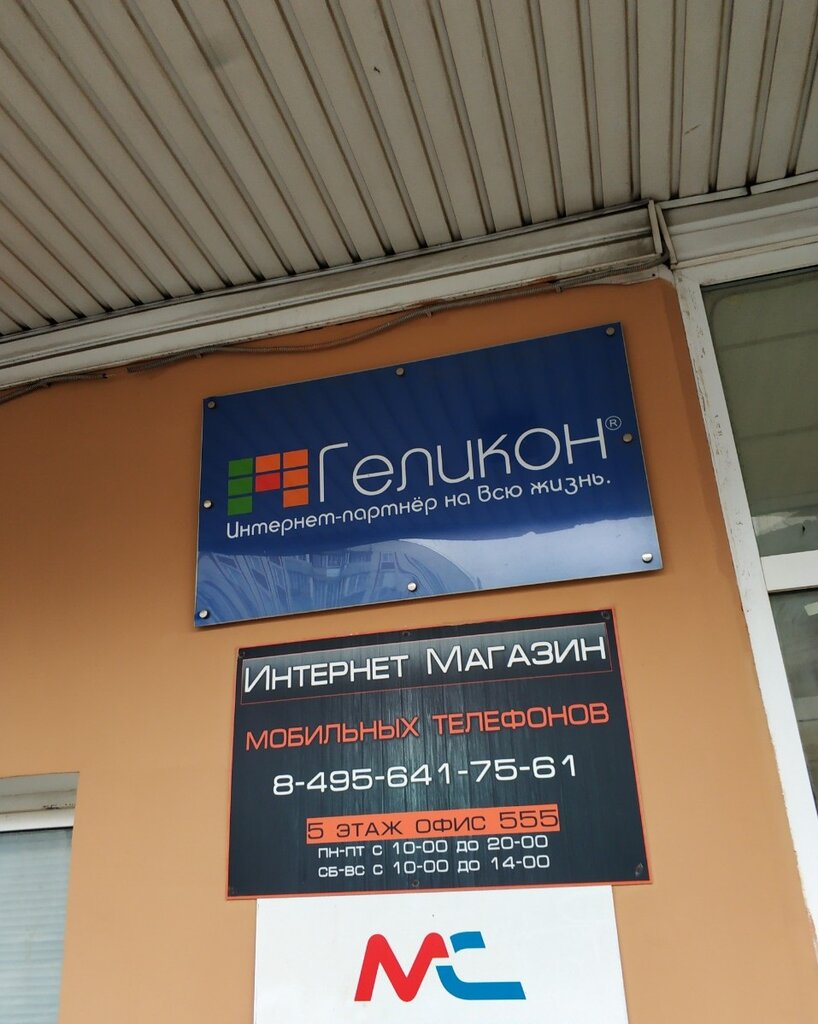 Геликон®
Интернет-партнёр на всю жизнь.
Интернет Магазин
мобильных телефонов
8-495-641-75-61
5 этаж офис 555
пн-пт с 10-00 до 20-00
сб-вс с 10-00 до 14-00
МС